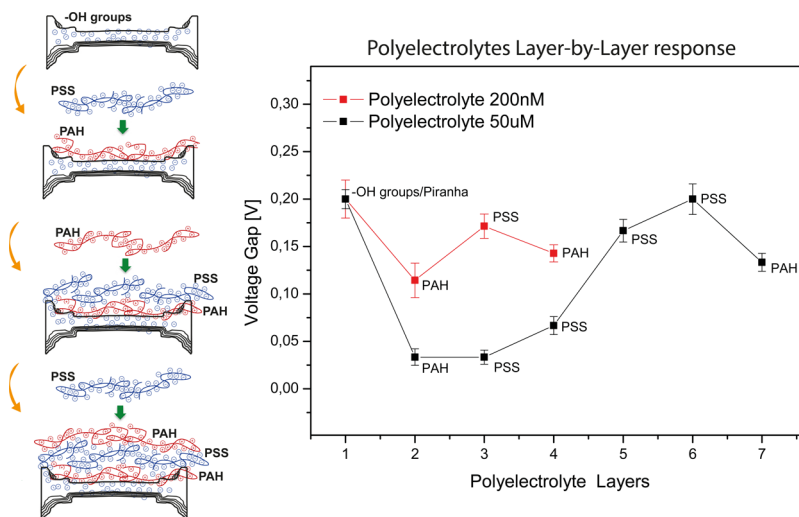 -OH groups
PSS
PAH
PAH
PSS
PAH
PSS
PAH
PSS
PAH
Polyelectrolytes Layer-by-Layer response
Polyelectrolyte 200nM
Polyelectrolyte 50uM
Voltage Gap [V]
0,30
0,25
0,20
0,15
0,10
0,05
0,00
-OH groups/Piranha
PAH
PSS
PAH
PAH
PSS
PSS
PSS
PSS
PAH
1 2 3 4 5 6 7
Polyelectrolyte Layers